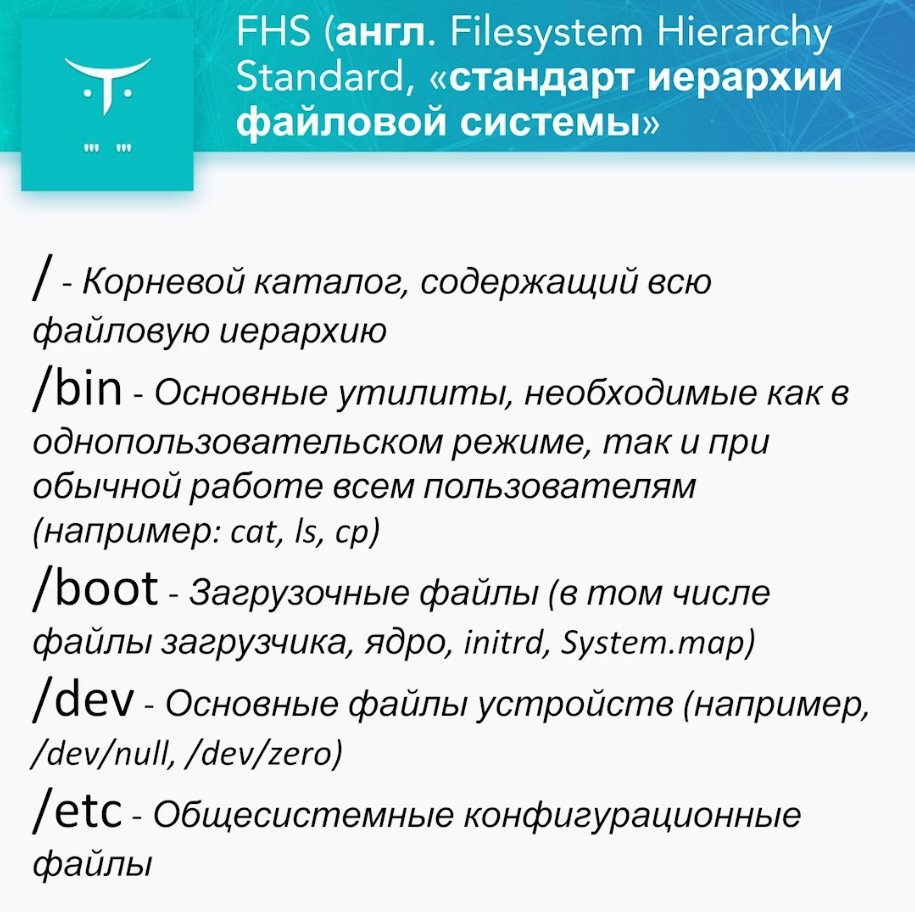 FHS (англ. Filesystem Hierarchy
Standard, «стандарт иерархии
файловой системы»
/ - Корневой каталог, содержащий всю
файловую иерархию
/bin - Основные утилиты, необходимые как в
однопользовательском режиме, так и при
обычной работе всем пользователям
(например: cat, ls, cp)
/boot - Загрузочные файлы (в том числе
файлы загрузчика, ядро, initrd, System.map)
/dev - Основные файлы устройств (например,
/dev/null, /dev/zero)
/etc - Общесистемные конфигурационные
файлы